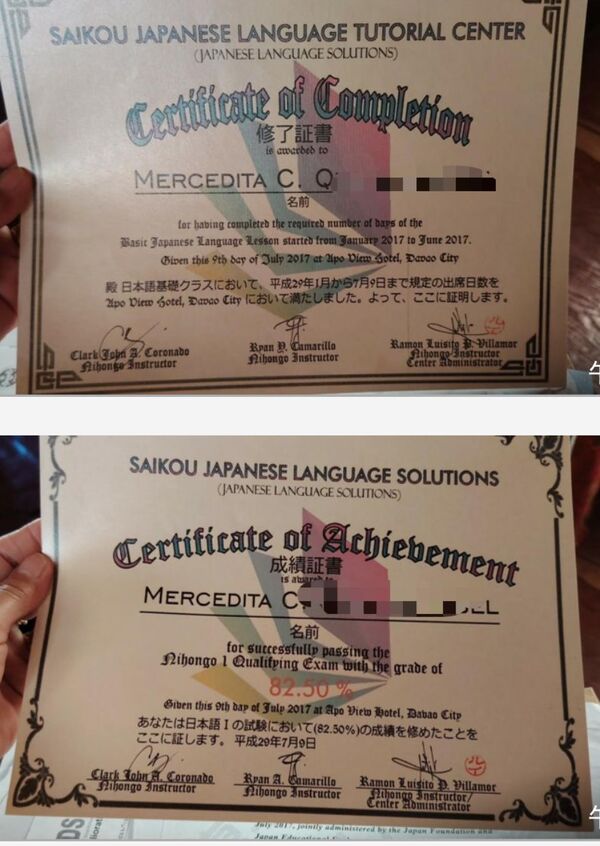 SAIKOU JAPANESE LANGUAGE TUTORIAL CENTER
(JAPANESE LANGUAGE SOLUTIONS)
Certificate of Completion
修了証書
is awarded to
MERCEDITA C. Q
名前
for having completed the required number of days of the
Basic Japanese Language Lesson started from January 2017 to June 2017.
Given this 9th day of July 2017 at Apo View Hotel, Davao City
殿 日本語基礎クラスにおいて、平成29年1月から7月9日まで規定の出席日数を
Apo View Hotel, Davao City において満たしました。よって、ここに証明します。
Clark John A. Coronado
Nihongo Instructor
Ryan D. Camarillo
Nihongo Instructor
Ramon Luisito P. Villamor
Nihongo Instructor
Center Administrator
SAIKOU JAPANESE LANGUAGE SOLUTIONS
(JAPANESE LANGUAGE SOLUTIONS)
Certificate of Achievement
成績証書
is awarded to
MERCEDITA C.
名前
for successfully passing the
Nihongo 1 Qualifying Exam with the grade of
82.50 %
Given this 9th day of July 2017 at Apo View Hotel, Davao City
あなたは日本語Ⅰの試験において(82.50%)の成績を修めたことを
ここに証します。平成29年7月9日
Clark John A. Coronado
Nihongo Instructor
Ryan A. Camarillo
Nihongo Instructor
Ramon Luisito P. Villamor
Nihongo Instructor/
Center Administrator
July 2017, jointly administered by the Japan Foundation and